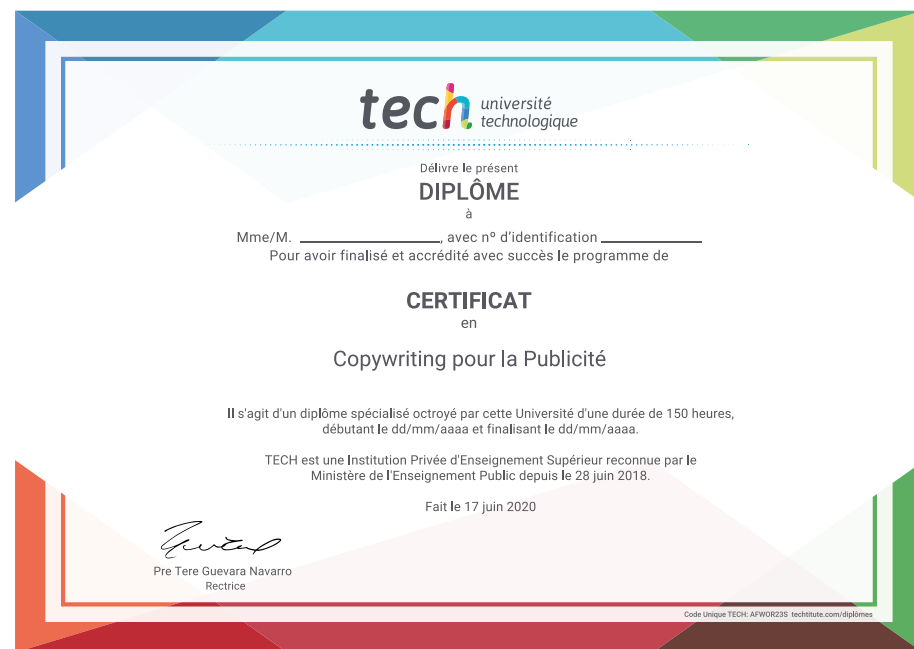 tech université
technologique
Délivre le présent
DIPLÔME
à
Mme/M. ____________________, avec nº d'identification ______________
Pour avoir finalisé et accrédité avec succès le programme de
CERTIFICAT
en
Copywriting pour la Publicité
Il s'agit d'un diplôme spécialisé octroyé par cette Université d'une durée de 150 heures,
débutant le dd/mm/aaaa et finalisant le dd/mm/aaaa.
TECH est une Institution Privée d'Enseignement Supérieur reconnue par le
Ministère de l'Enseignement Public depuis le 28 juin 2018.
Fait le 17 juin 2020
Pre Tere Guevara Navarro
Rectrice
Code Unique TECH: AFWOR23S techtitute.com/diplômes